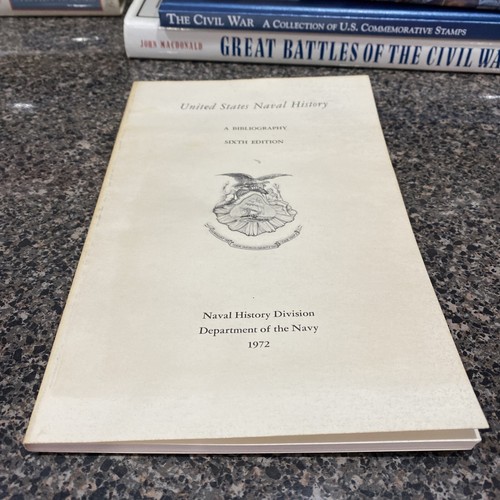 THE CIVIL WAR A COLLECTION OF U.S. COMMEMORATIVE STAMPS
JOHN MACDONALD GREAT BATTLES OF THE CIVIL WA
United States Naval History
A BIBLIOGRAPHY
SIXTH EDITION
Naval History Division
Department of the Navy
1972